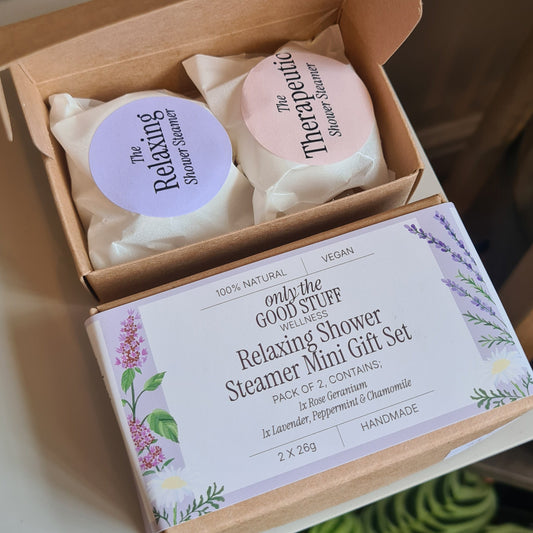 The
Relaxing
Shower Steamer
The
Therapeutic
Shower Steamer
100% NATURAL
VEGAN
only the
GOOD STUFF
WELLNESS
Relaxing Shower
Steamer Mini Gift Set
PACK OF 2, CONTAINS;
1x Rose Geranium
1x Lavender, Peppermint & Chamomile
2 X 26g
HANDMADE